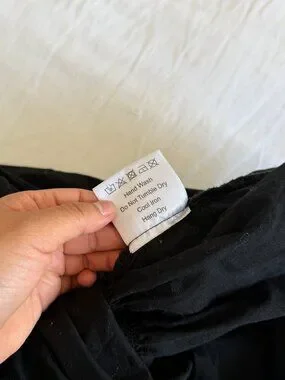 Hand Wash
Do Not Tumble Dry
Cool Iron
Hang Dry